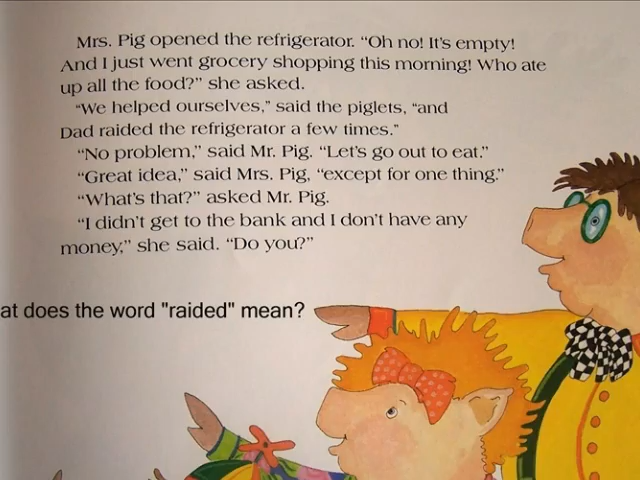 Mrs. Pig opened the refrigerator. “Oh no! It’s empty!
And I just went grocery shopping this morning! Who ate
up all the food?” she asked.
“We helped ourselves,” said the piglets, “and
Dad raided the refrigerator a few times.”
“No problem,” said Mr. Pig. “Let’s go out to eat.”
“Great idea,” said Mrs. Pig, “except for one thing.”
“What’s that?” asked Mr. Pig.
“I didn’t get to the bank and I don’t have any
money,” she said. “Do you?”
at does the word "raided" mean?